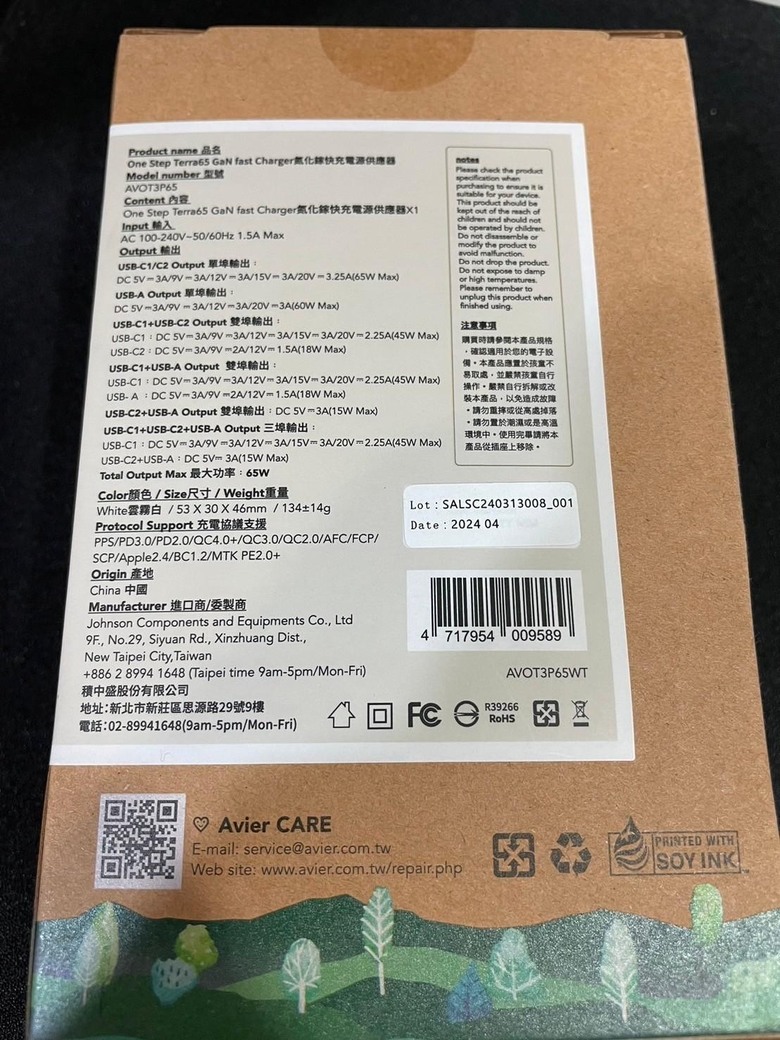 Product name 品名
One Step Terra65 GaN fast Charger氮化鎵快充電源供應器
Model number 型號
AVOT3P65
Content 內容
One Step Terra65 GaN fast Charger氮化鎵快充電源供應器X1
Input 輸入
AC 100-240V~50/60Hz 1.5A Max
Output 輸出
USB-C1/C2 Output 單埠輸出：
DC 5V⎓3A/9V⎓3A/12V⎓3A/15V⎓3A/20V⎓3.25A(65W Max)
USB-A Output 單埠輸出：
DC 5V⎓3A/9V⎓3A/12V⎓3A/20V⎓3A(60W Max)
USB-C1+USB-C2 Output 雙埠輸出：
USB-C1：DC 5V⎓3A/9V⎓3A/12V⎓3A/15V⎓3A/20V⎓2.25A(45W Max)
USB-C2：DC 5V⎓3A/9V⎓2A/12V⎓1.5A(18W Max)
USB-C1+USB-A Output 雙埠輸出：
USB-C1：DC 5V⎓3A/9V⎓3A/12V⎓3A/15V⎓3A/20V⎓2.25A(45W Max)
USB- A：DC 5V⎓3A/9V⎓2A/12V⎓1.5A(18W Max)
USB-C2+USB-A Output 雙埠輸出：DC 5V⎓3A(15W Max)
USB-C1+USB-C2+USB-A Output 三埠輸出：
USB-C1：DC 5V⎓3A/9V⎓3A/12V⎓3A/15V⎓3A/20V⎓2.25A(45W Max)
USB-C2+USB-A：DC 5V⎓3A(15W Max)
Total Output Max 最大功率：65W
Color顏色 / Size尺寸 / Weight重量
White雲霧白 / 53 X 30 X 46mm / 134±14g
Protocol Support 充電協議支援
PPS/PD3.0/PD2.0/QC4.0+/QC3.0/QC2.0/AFC/FCP/
SCP/Apple2.4/BC1.2/MTK PE2.0+
Origin 產地
China 中國
Manufacturer 進口商/委製商
Johnson Components and Equipments Co., Ltd
9F., No.29, Siyuan Rd., Xinzhuang Dist.,
New Taipei City,Taiwan
+886 2 8994 1648 (Taipei time 9am-5pm/Mon-Fri)
積中盛股份有限公司
地址:新北市新莊區思源路29號9樓
電話:02-89941648(9am-5pm/Mon-Fri)
notes
Please check the product
specification when
purchasing to ensure it is
suitable for your device.
This product should be
kept out of the reach of
children and should not
be operated by children.
Do not disassemble or
modify the product to
avoid malfunction.
Do not drop the product.
Do not expose to damp
or high temperatures.
Please remember to
unplug this product when
finished using.
注意事項
購買時請參閱本產品規格
，確認適用於您的電子設
備。本產品應置於孩童不
易取處，並嚴禁孩童自行
操作。嚴禁自行拆解或改
裝本產品，以免造成故障
。請勿重摔或從高處掉落
。請勿置於潮濕或是高溫
環境中。使用完畢請將本
產品從插座上移除。
Lot：SALSC240313008_001
Date：2024 04
4 717954 009589
AVOT3P65WT
FC
R39266
RoHS
Avier CARE
E-mail: service@avier.com.tw
Web site: www.avier.com.tw/repair.php
PRINTED WITH
SOY INK